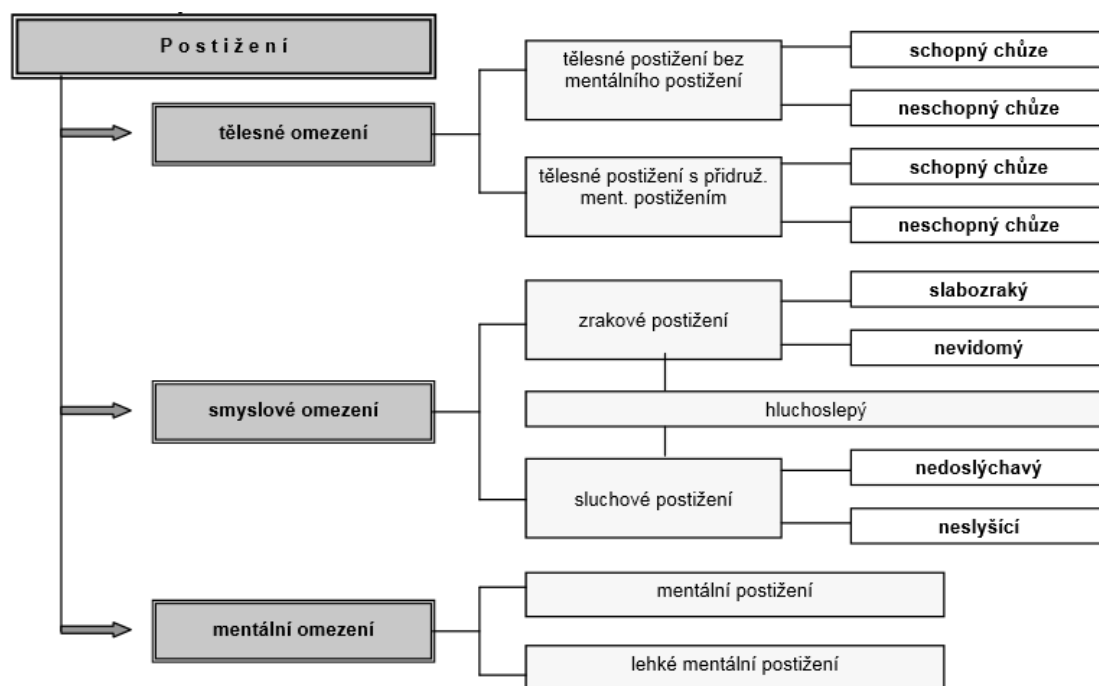 Postižení
tělesné omezení
tělesné postižení bez
mentálního postižení
schopný chůze
neschopný chůze
tělesné postižení s přidruž.
ment. postižením
schopný chůze
neschopný chůze
smyslové omezení
zrakové postižení
slabozraký
nevidomý
hluchoslepý
sluchové postižení
nedoslýchavý
neslyšící
mentální omezení
mentální postižení
lehké mentální postižení